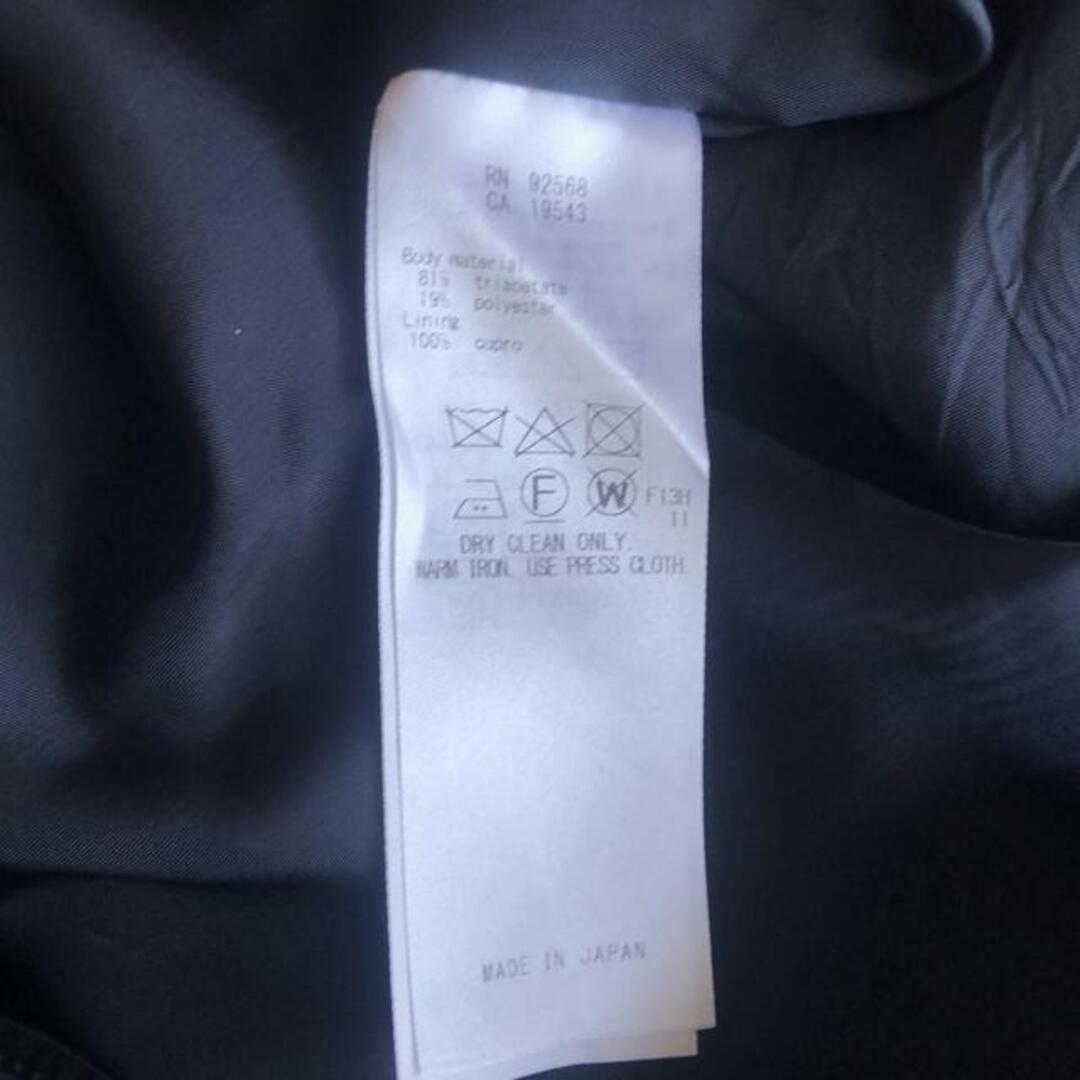 RN 92568
CA 19543
Body material
81% triacetate
19% polyester
Lining
100% cupro
F W F13H
11
DRY CLEAN ONLY.
WARM IRON. USE PRESS CLOTH.
MADE IN JAPAN